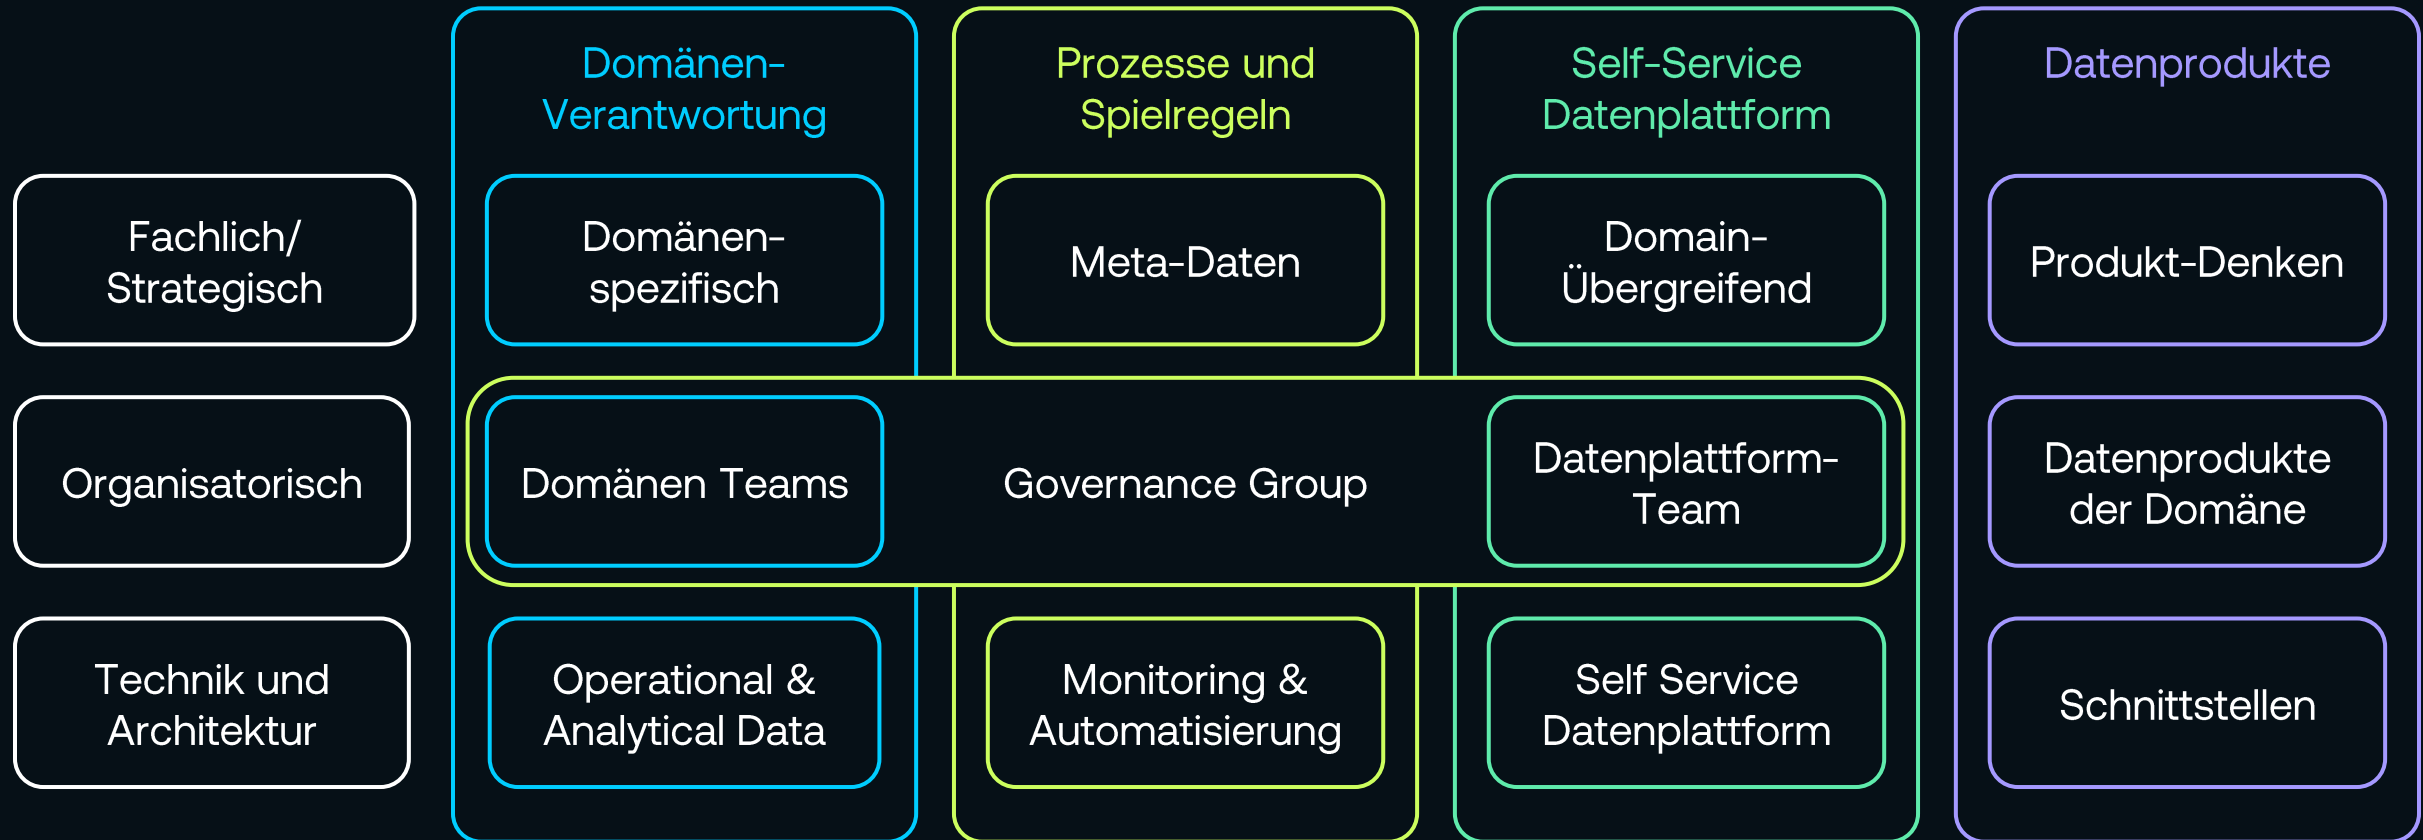 Domänen-
Verantwortung
Prozesse und
Spielregeln
Self-Service
Datenplattform
Datenprodukte
Fachlich/
Strategisch
Domänen-
spezifisch
Meta-Daten
Domain-
Übergreifend
Produkt-Denken
Organisatorisch
Domänen Teams
Governance Group
Datenplattform-
Team
Datenprodukte
der Domäne
Technik und
Architektur
Operational &
Analytical Data
Monitoring &
Automatisierung
Self Service
Datenplattform
Schnittstellen